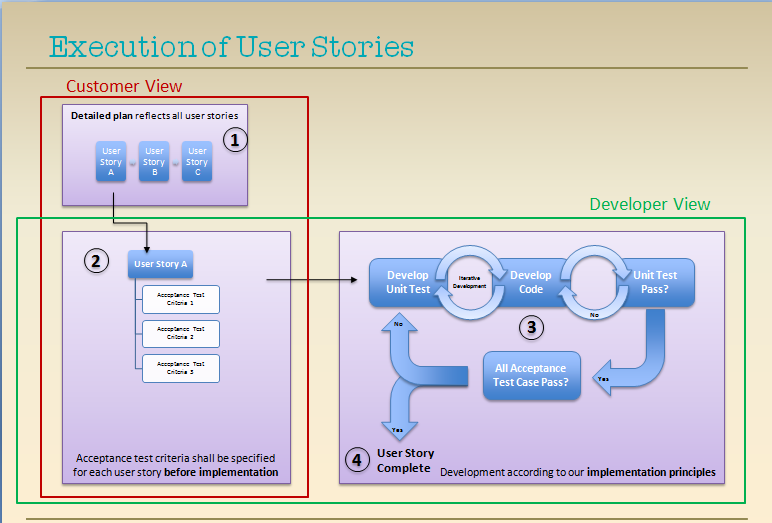 Execution of User Stories
Customer View
Detailed plan reflects all user stories
1
User
Story
A
User
Story
B
User
Story
C
Developer View
2
User Story A
Acceptance Test
Criteria 1
Acceptance Test
Criteria 2
Acceptance Test
Criteria 3
Acceptance test criteria shall be specified
for each user story before implementation
Develop
Unit Test
Iterative
Development
Develop
Code
Unit Test
Pass?
No
3
No
All Acceptance
Test Case Pass?
Yes
Yes
4
User Story
Complete
Development according to our implementation principles